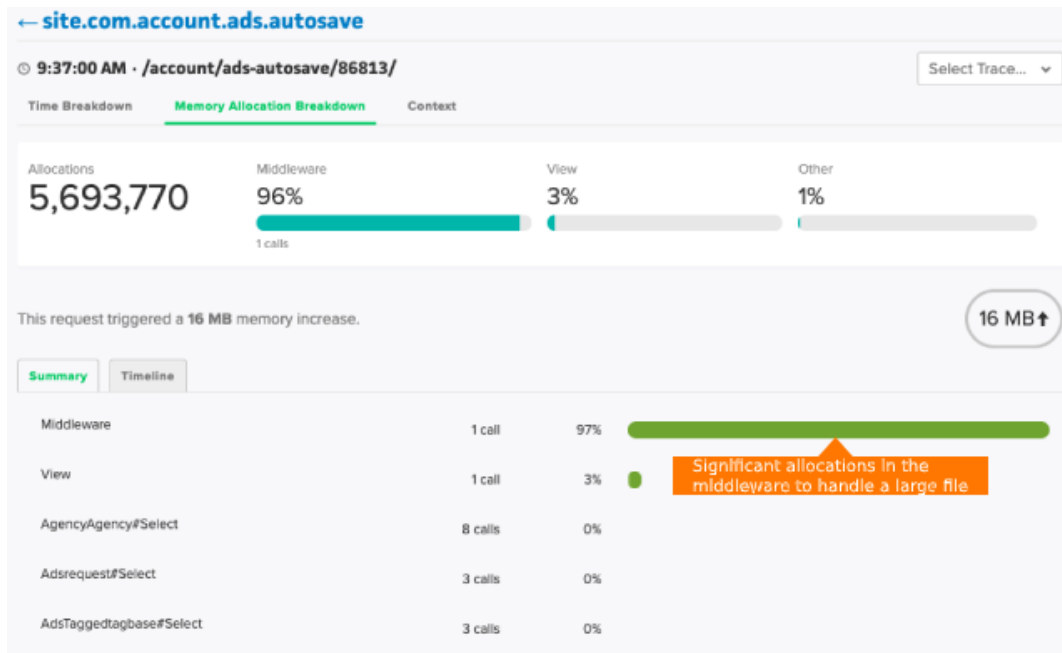 ← site.com.account.ads.autosave
9:37:00 AM · /account/ads-autosave/86813/
Select Trace...
Time Breakdown Memory Allocation Breakdown Context
Allocations Middleware View Other
5,693,770 96% 3% 1%
1 calls
This request triggered a 16 MB memory increase.
16 MB↑
Summary Timeline
Middleware 1 call 97%
Significant allocations in the
middleware to handle a large file
View 1 call 3%
AgencyAgency#Select 8 calls 0%
Adsrequest#Select 3 calls 0%
AdsTaggedtagbase#Select 3 calls 0%